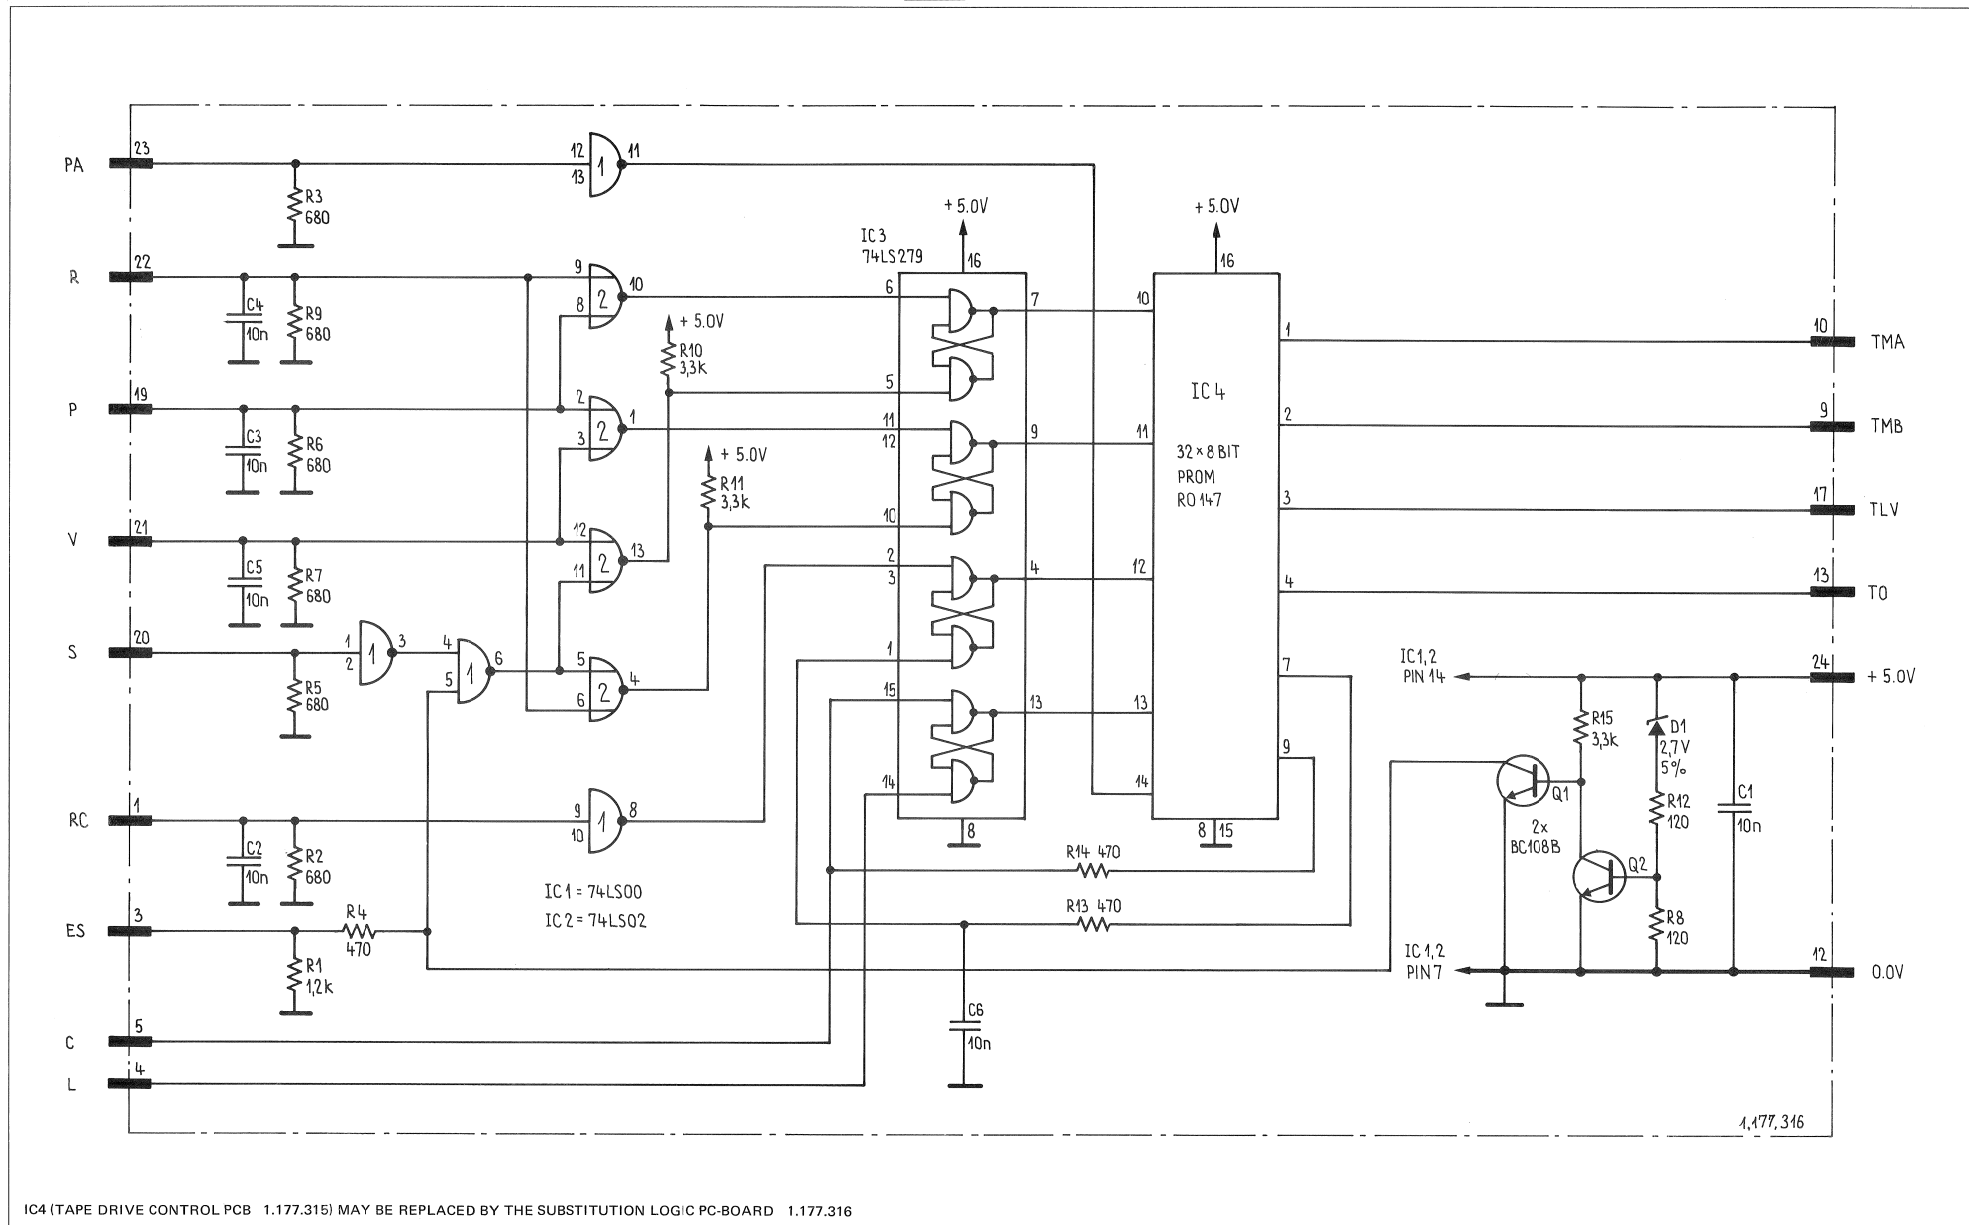 PA 23
R3
680
12
13
1
11
R 22
C4
10n
R9
680
9
8
2
10
P 19
C3
10n
R6
680
2
3
2
1
+ 5.0V
R10
3,3k
V 21
C5
10n
R7
680
12
11
2
13
+ 5.0V
R11
3,3k
S 20
R5
680
1
2
1
3
4
5
1
6
5
6
2
4
RC 1
C2
10n
R2
680
9
10
1
8
IC1 = 74LS00
IC2 = 74LS02
ES 3
R4
470
R1
1,2k
C 5
L 4
IC3
74LS279
+ 5.0V
16
6
7
5
11
12
9
10
2
3
4
1
15
13
14
8
+ 5.0V
16
10
11
12
13
14
IC4
32×8 BIT
PROM
RO 147
1
2
3
4
7
9
8 15
R14 470
R13 470
C6
10n
10 TMA
9 TMB
17 TLV
13 TO
24 + 5.0V
IC1,2
PIN 14
R15
3,3k
D1
2,7V
5%
Q1
2x
BC108B
R12
120
C1
10n
Q2
R8
120
IC1,2
PIN 7
12 0.0V
1,177,316
IC4 (TAPE DRIVE CONTROL PCB 1.177.315) MAY BE REPLACED BY THE SUBSTITUTION LOGIC PC-BOARD 1.177.316